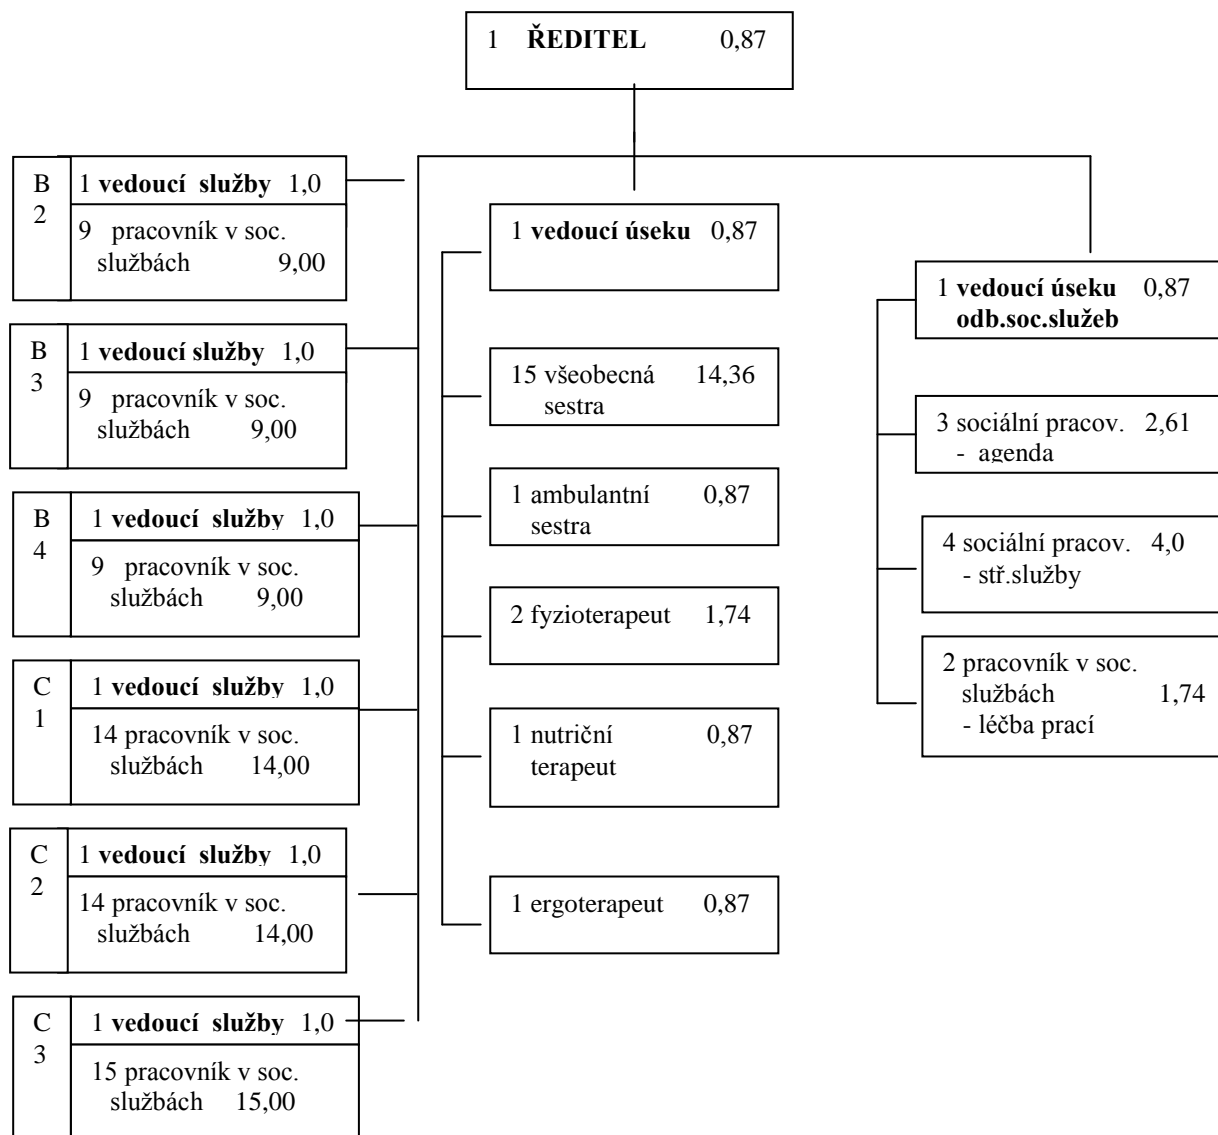 1 ŘEDITEL 0,87
B
2
1 vedoucí služby 1,0
9 pracovník v soc.
službách 9,00
B
3
1 vedoucí služby 1,0
9 pracovník v soc.
službách 9,00
B
4
1 vedoucí služby 1,0
9 pracovník v soc.
službách 9,00
C
1
1 vedoucí služby 1,0
14 pracovník v soc.
službách 14,00
C
2
1 vedoucí služby 1,0
14 pracovník v soc.
službách 14,00
C
3
1 vedoucí služby 1,0
15 pracovník v soc.
službách 15,00
1 vedoucí úseku 0,87
15 všeobecná 14,36
sestra
1 ambulantní 0,87
sestra
2 fyzioterapeut 1,74
1 nutriční 0,87
terapeut
1 ergoterapeut 0,87
1 vedoucí úseku 0,87
odb.soc.služeb
3 sociální pracov. 2,61
- agenda
4 sociální pracov. 4,0
- stř.služby
2 pracovník v soc.
službách 1,74
- léčba prací